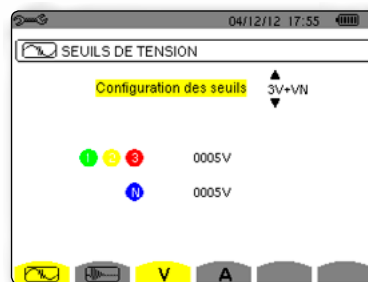 04/12/12 17:55
SEUILS DE TENSION
Configuration des seuils
3V+VN
1 2 3 0005V
N 0005V
V A